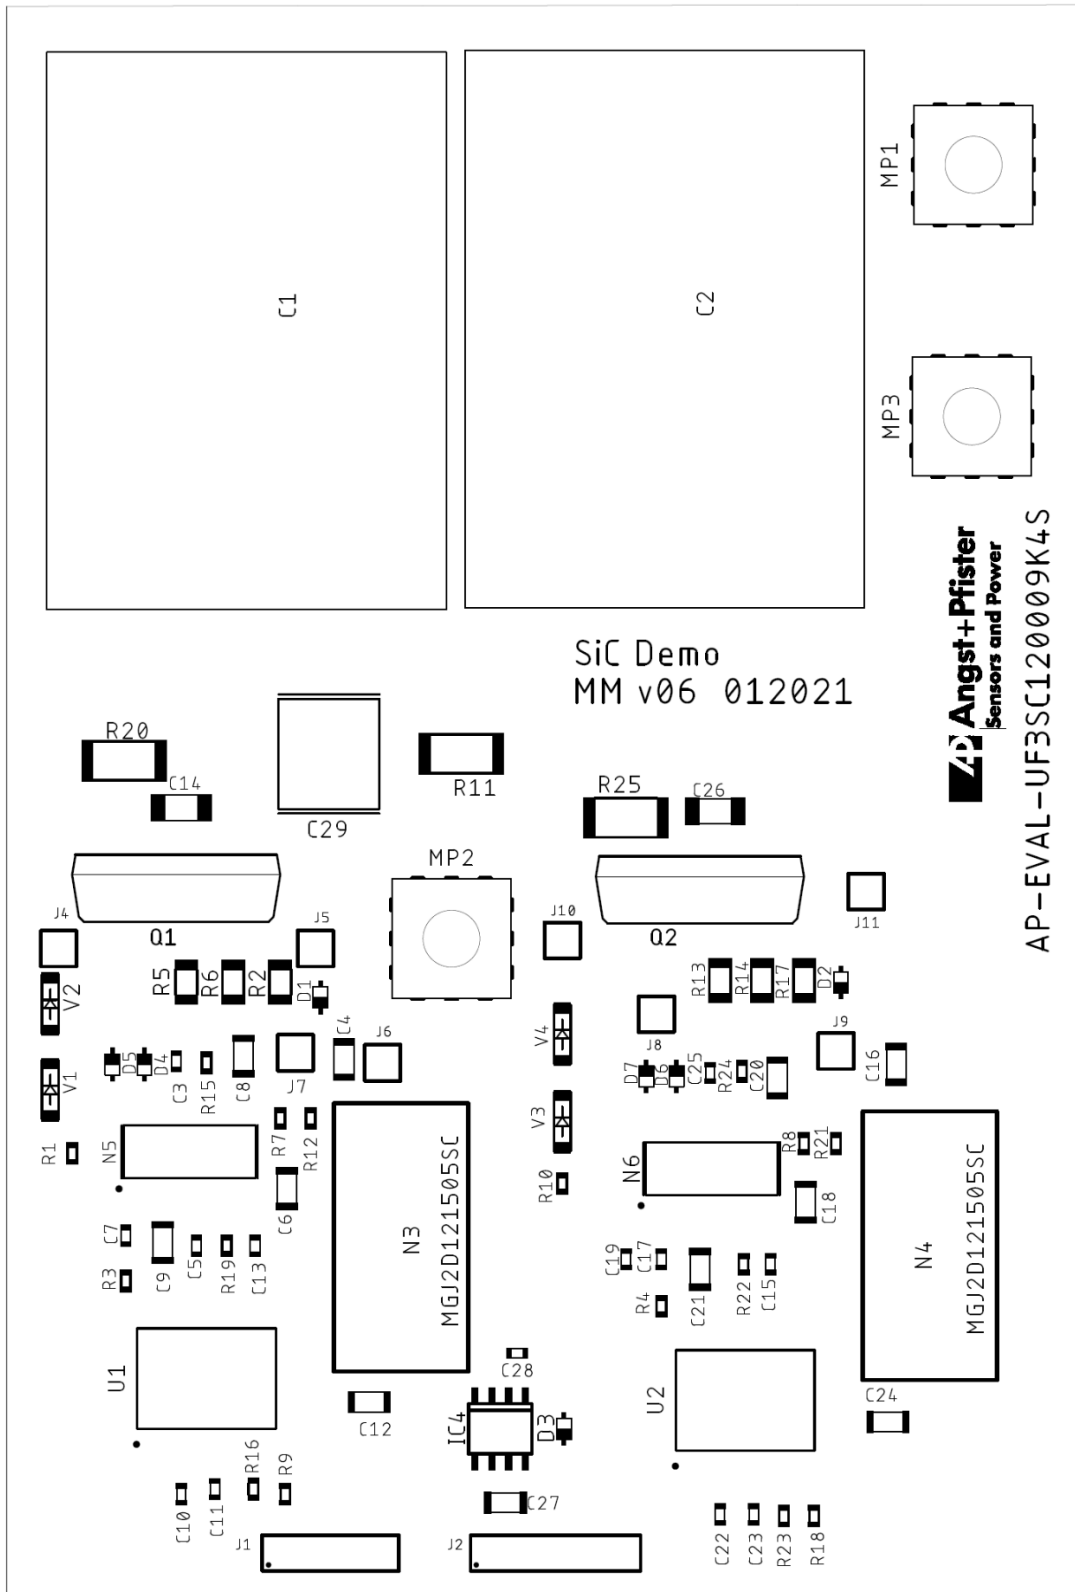 C1
C2
MP1
MP3
Angst+Pfister
Sensors and Power
AP-EVAL-UF3SC120009K4S
SiC Demo
MM v06 012021
R20
C14
C29
R11
R25
C26
MP2
J4
Q1
J5
J10
Q2
J11
V2
R5
R6
R2
D1
R13
R14
R17
D2
J8
J9
V1
D5
D4
C3
R15
C8
J7
C4
J6
V4
D7
D6
C25
R24
C20
C16
R1
N5
R7
R12
V3
R10
N6
R8
R21
C6
C18
C7
C9
C5
R19
C13
R3
N3
MGJ2D121505SC
C19
C17
R4
C21
R22
C15
N4
MGJ2D121505SC
U1
C28
C12
IC4
D3
U2
C24
C10
C11
R16
R9
C27
C22
C23
R23
R18
J1
J2